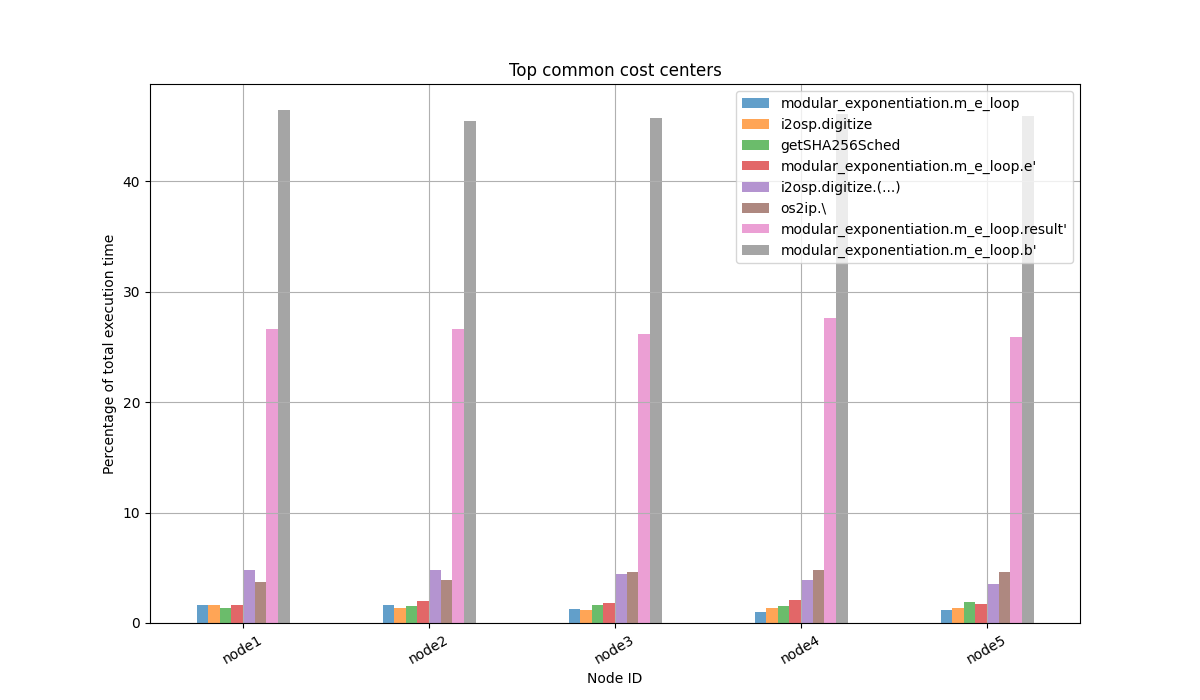 Top common cost centers
modular_exponentiation.m_e_loop
i2osp.digitize
getSHA256Sched
modular_exponentiation.m_e_loop.e'
i2osp.digitize.(...)
os2ip.\
modular_exponentiation.m_e_loop.result'
modular_exponentiation.m_e_loop.b'
Percentage of total execution time
40
30
20
10
0
node1
node2
node3
node4
node5
Node ID